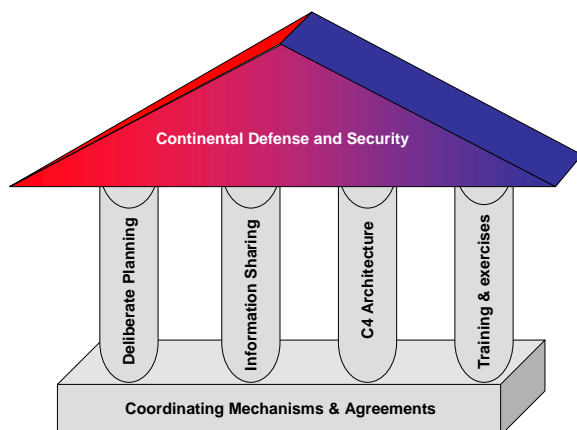 Continental Defense and Security
Deliberate Planning
Information Sharing
C4 Architecture
Training & exercises
Coordinating Mechanisms & Agreements